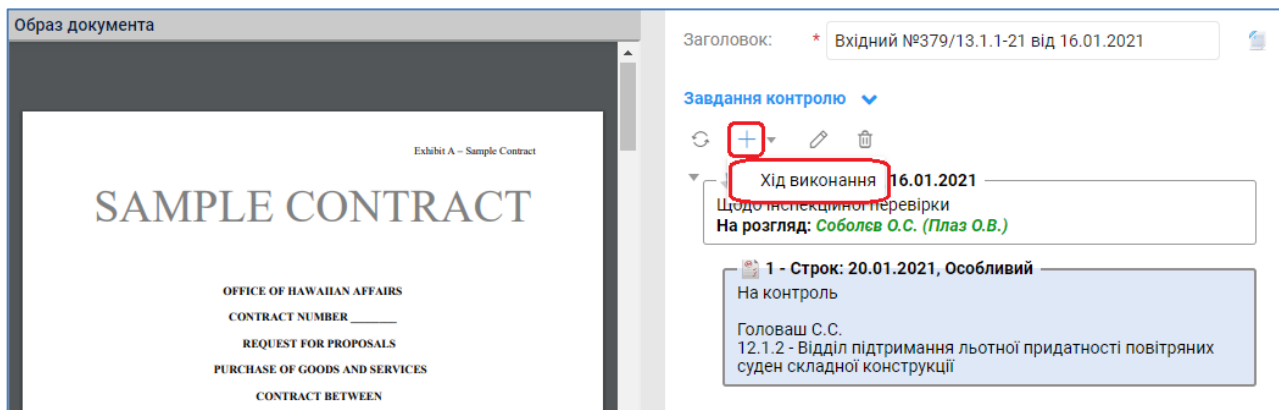 Образ документа
Exhibit A – Sample Contract
SAMPLE CONTRACT
OFFICE OF HAWAIIAN AFFAIRS
CONTRACT NUMBER ________
REQUEST FOR PROPOSALS
PURCHASE OF GOODS AND SERVICES
CONTRACT BETWEEN
Заголовок: * Вхідний №379/13.1.1-21 від 16.01.2021
Завдання контролю
Хід виконання 16.01.2021
Щодо інспекційної перевірки
На розгляд: Соболєв О.С. (Плаз О.В.)
1 - Строк: 20.01.2021, Особливий
На контроль
Головаш С.С.
12.1.2 - Відділ підтримання льотної придатності повітряних
суден складної конструкції